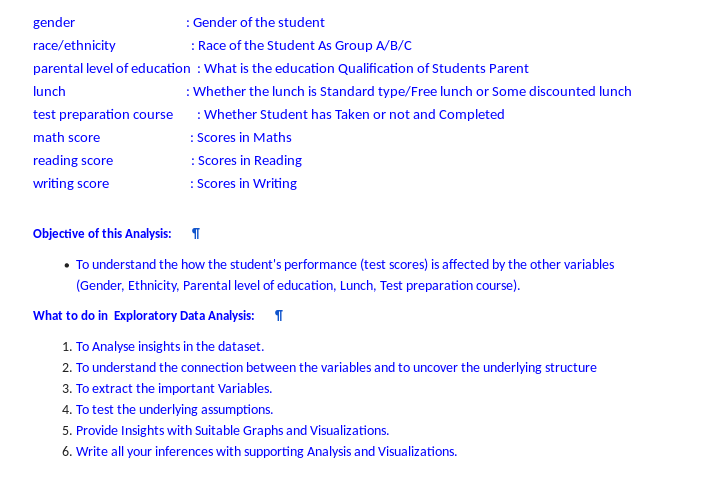 gender : Gender of the student
race/ethnicity : Race of the Student As Group A/B/C
parental level of education : What is the education Qualification of Students Parent
lunch : Whether the lunch is Standard type/Free lunch or Some discounted lunch
test preparation course : Whether Student has Taken or not and Completed
math score : Scores in Maths
reading score : Scores in Reading
writing score : Scores in Writing
Objective of this Analysis: ¶
• To understand the how the student's performance (test scores) is affected by the other variables
(Gender, Ethnicity, Parental level of education, Lunch, Test preparation course).
What to do in Exploratory Data Analysis: ¶
1. To Analyse insights in the dataset.
2. To understand the connection between the variables and to uncover the underlying structure
3. To extract the important Variables.
4. To test the underlying assumptions.
5. Provide Insights with Suitable Graphs and Visualizations.
6. Write all your inferences with supporting Analysis and Visualizations.